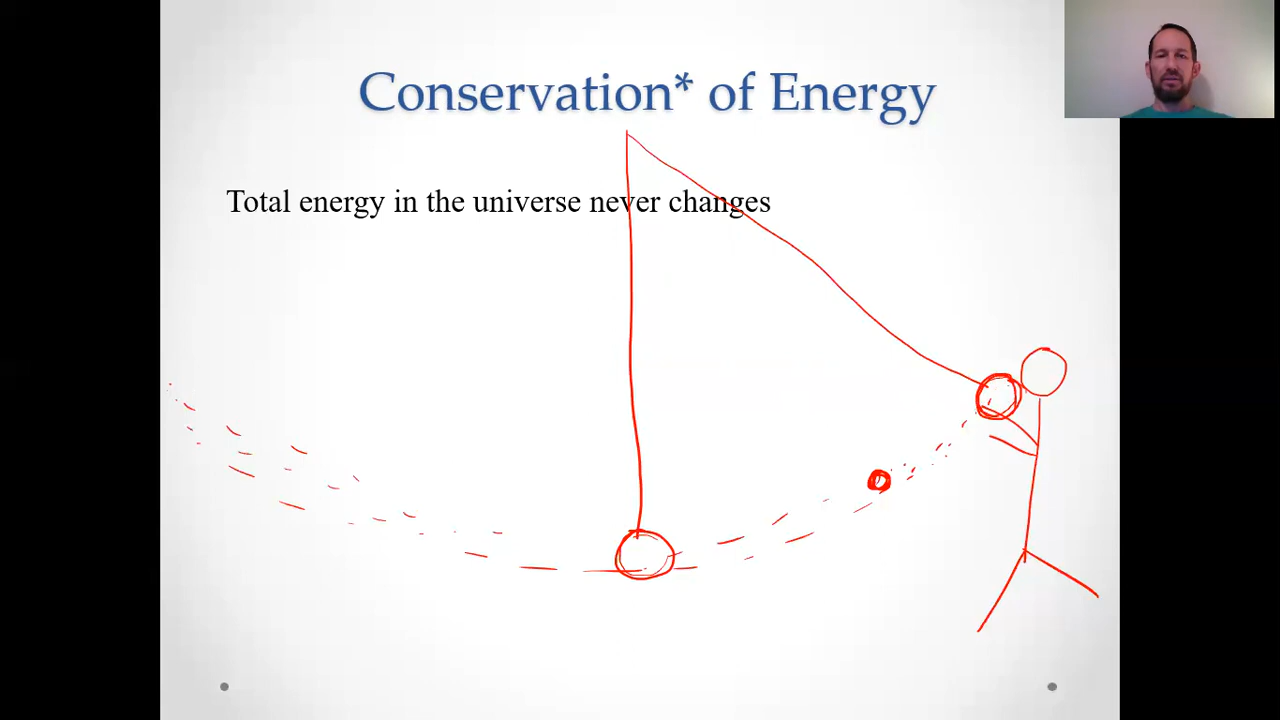 Conservation* of Energy
Total energy in the universe never changes